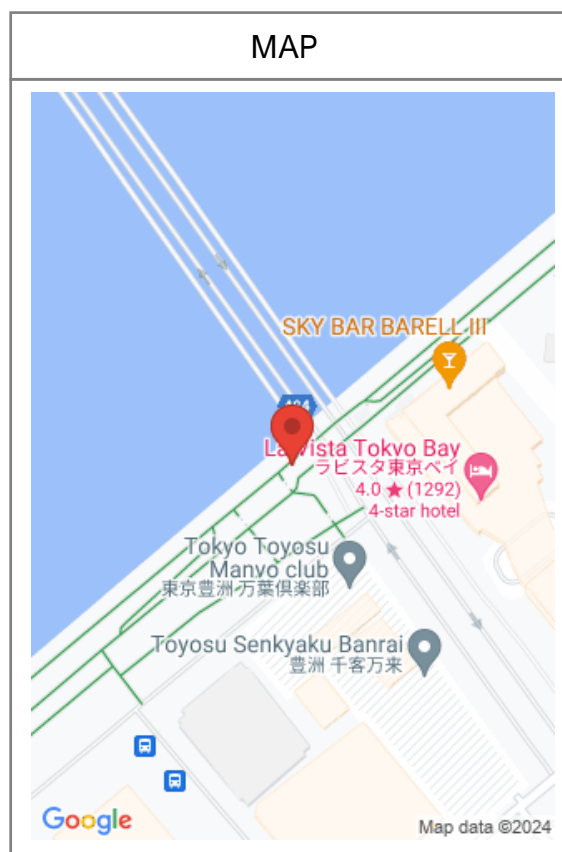 MAP
SKY BAR BARELL III
La Vista Tokyo Bay
ラビスタ東京ベイ
4.0 ★ (1292)
4-star hotel
Tokyo Toyosu
Manyo club
東京豊洲 万葉倶楽部
Toyosu Senkyaku Banrai
豊洲 千客万来
Google
Map data ©2024